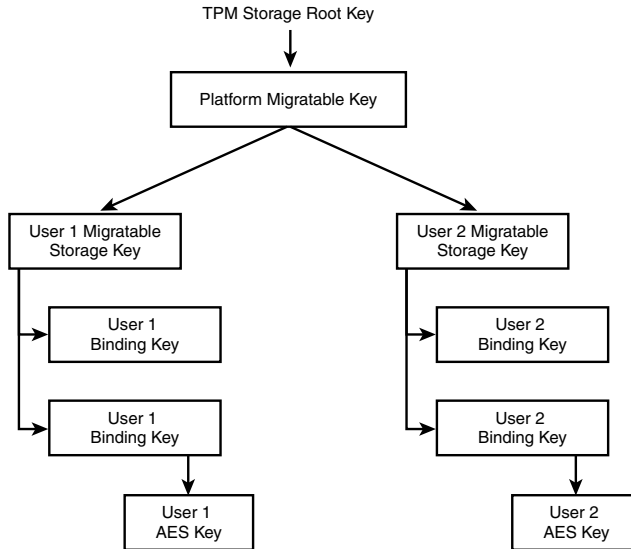 TPM Storage Root Key
Platform Migratable Key
User 1 Migratable
Storage Key
User 2 Migratable
Storage Key
User 1
Binding Key
User 2
Binding Key
User 1
Binding Key
User 2
Binding Key
User 1
AES Key
User 2
AES Key